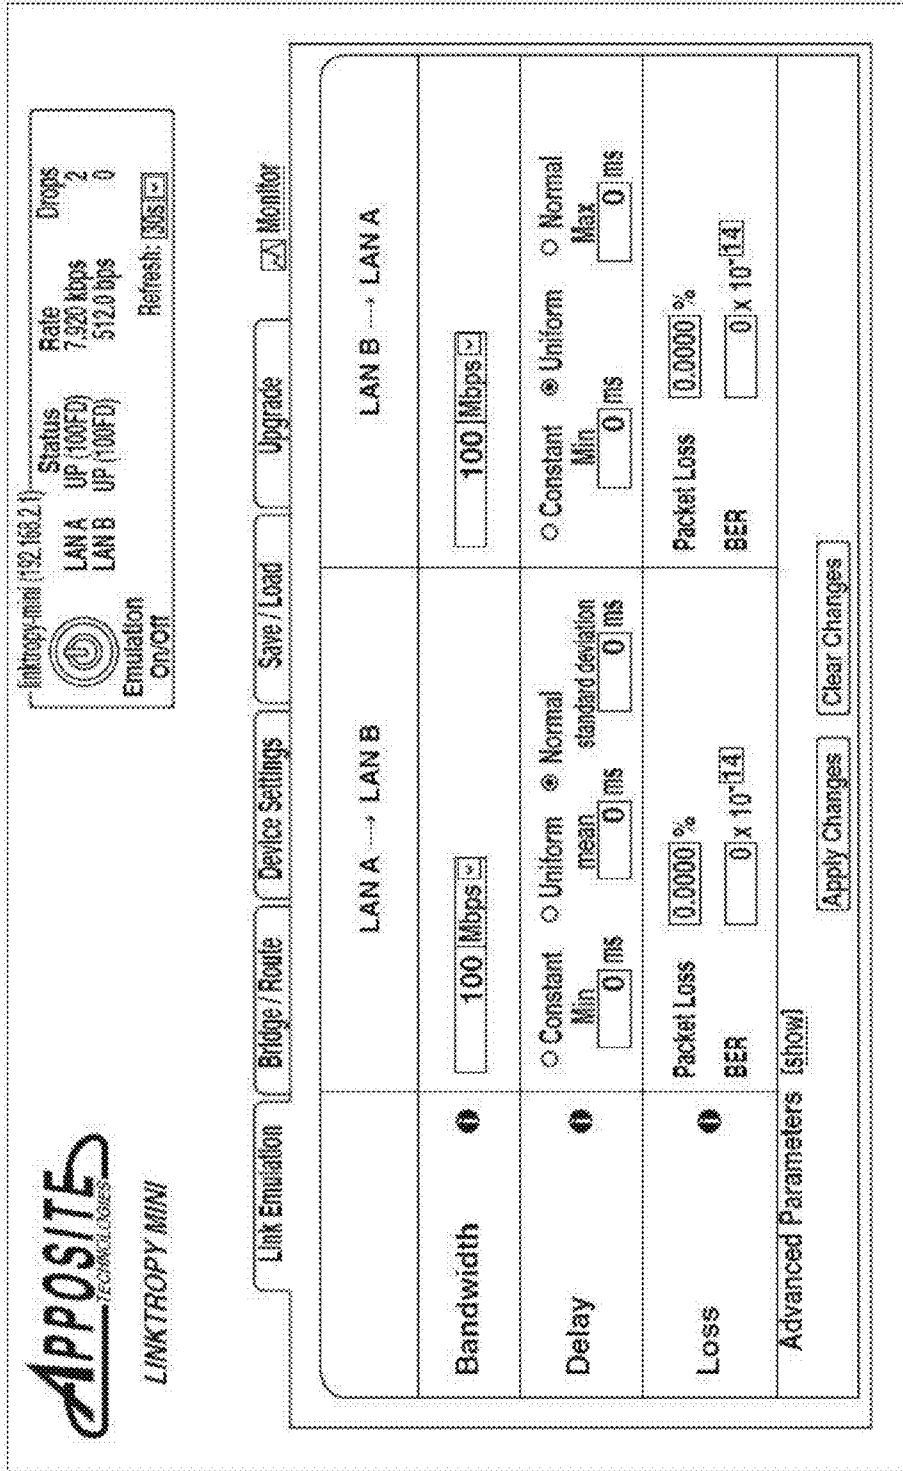 APPOSITE
TECHNOLOGIES
LINKTROPY MINI
linktropy-mini (192.168.2.1)
Status Rate Drops
LAN A UP (100FD) 7.920 kbps 2
LAN B UP (100FD) 512.0 bps 0
Emulation
On/Off
Refresh: 30s
Link Emulation Bridge / Route Device Settings Save / Load Upgrade Monitor
LAN A → LAN B LAN B → LAN A
Bandwidth 100 Mbps 100 Mbps
Constant Uniform Normal Constant Uniform Normal
Min mean standard deviation Min Max
Delay 0 ms 0 ms 0 ms 0 ms 0 ms
Packet Loss 0.0000 % Packet Loss 0.0000 %
Loss
BER 0 x 10-14 BER 0 x 10-14
Advanced Parameters [show]
Apply Changes Clear Changes